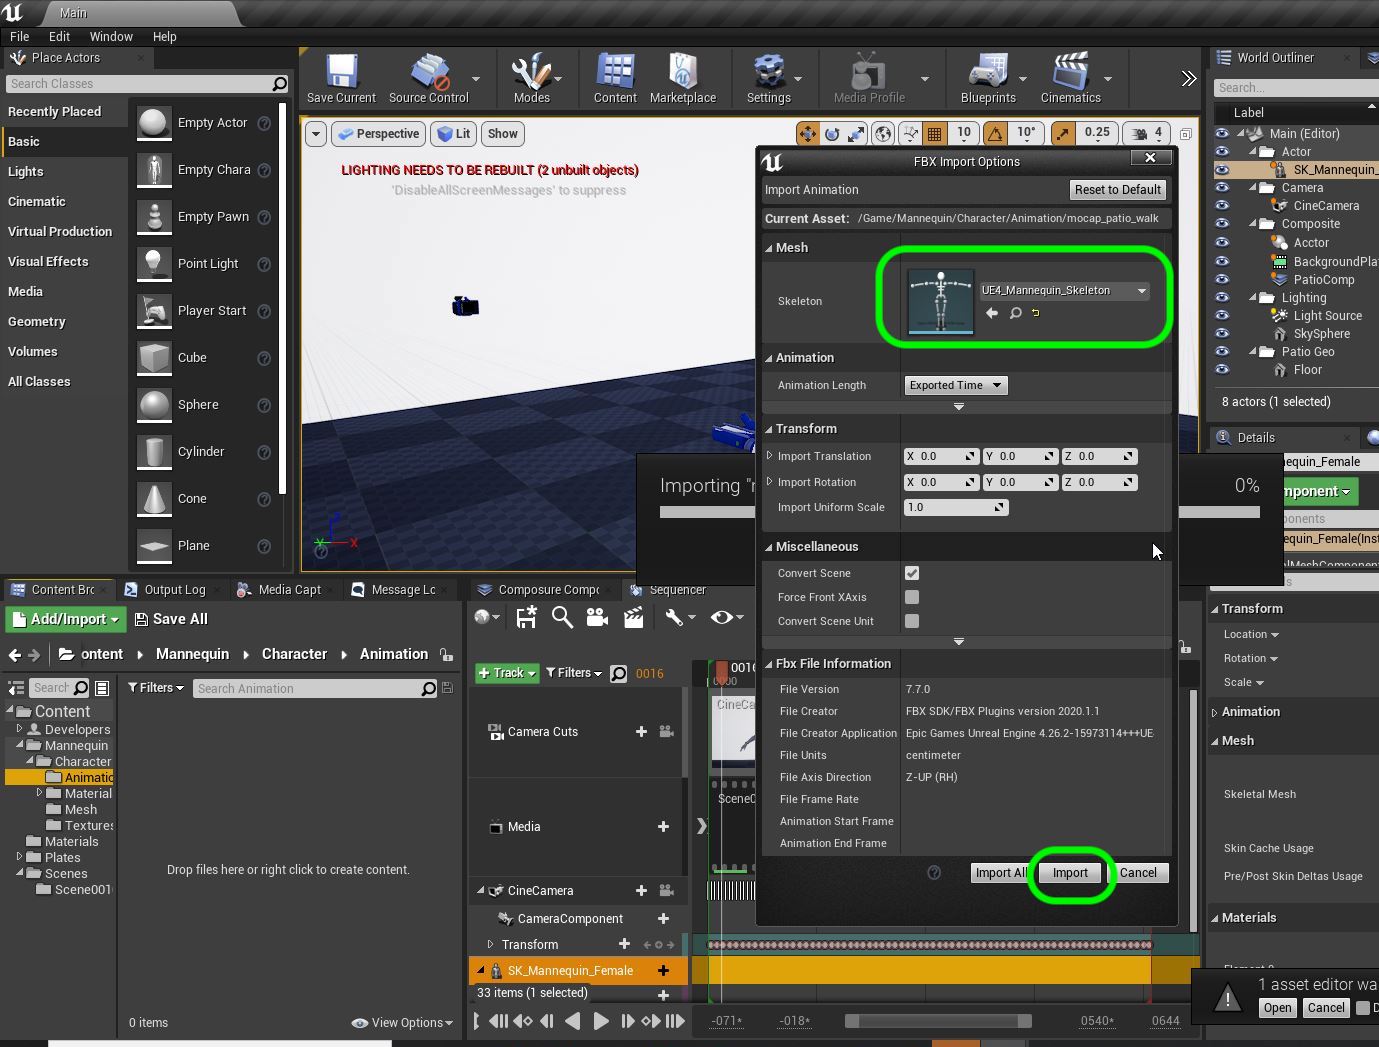 Main
File Edit Window Help
Place Actors
Search Classes
Recently Placed
Basic
Lights
Cinematic
Virtual Production
Visual Effects
Media
Geometry
Volumes
All Classes
Empty Actor
Empty Chara
Empty Pawn
Point Light
Player Start
Cube
Sphere
Cylinder
Cone
Plane
Save Current Source Control Modes Content Marketplace Settings Media Profile Blueprints Cinematics
Perspective Lit Show
10 10° 0.25 4
LIGHTING NEEDS TO BE REBUILT (2 unbuilt objects)
'DisableAllScreenMessages' to suppress
X
Importing
0%
FBX Import Options
Import Animation
Reset to Default
Current Asset: /Game/Mannequin/Character/Animation/mocap_patio_walk
Mesh
Skeleton UE4_Mannequin_Skeleton
Animation
Animation Length Exported Time
Transform
Import Translation X 0.0 Y 0.0 Z 0.0
Import Rotation X 0.0 Y 0.0 Z 0.0
Import Uniform Scale 1.0
Miscellaneous
Convert Scene
Force Front XAxis
Convert Scene Unit
Fbx File Information
File Version 7.7.0
File Creator FBX SDK/FBX Plugins version 2020.1.1
File Creator Application Epic Games Unreal Engine 4.26.2-15973114+++UE
File Units centimeter
File Axis Direction Z-UP (RH)
File Frame Rate
Animation Start Frame
Animation End Frame
Import All Import Cancel
World Outliner
Search...
Label
Main (Editor)
Actor
SK_Mannequin_
Camera
CineCamera
Composite
Acctor
BackgroundPla
PatioComp
Lighting
Light Source
SkySphere
Patio Geo
Floor
8 actors (1 selected)
Details
nequin_Female
mponent
ponents
equin_Female(Inst
Transform
Location
Rotation
Scale
Animation
Mesh
Skeletal Mesh
Skin Cache Usage
Pre/Post Skin Deltas Usage
Materials
1 asset editor wa
Open Cancel
Content Brc Output Log Media Capt Message Lc
Add/Import Save All
ontent Mannequin Character Animation
Search Filters Search Animation
Content
Developers
Mannequin
Character
Animatic
Material
Mesh
Textures
Materials
Plates
Scenes
Scene001
Drop files here or right click to create content.
0 items View Options
Composure Compo Sequencer
Track Filters 0016
0016
0000
CineCa
Camera Cuts
Media
CineCamera
CameraComponent
Transform
SK_Mannequin_Female
33 items (1 selected)
-071* -018* 0540* 0644